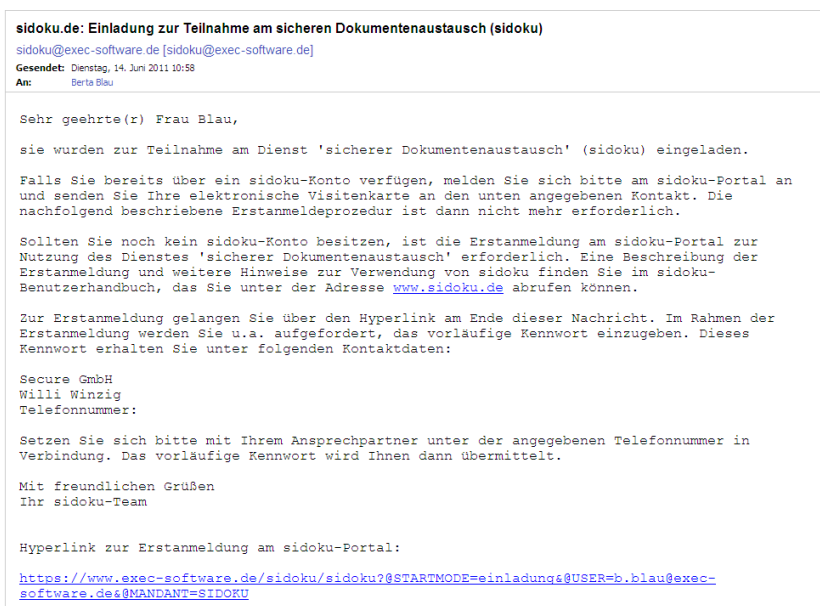 sidoku.de: Einladung zur Teilnahme am sicheren Dokumentenaustausch (sidoku)
sidoku@exec-software.de [sidoku@exec-software.de]
Gesendet: Dienstag, 14. Juni 2011 10:58
An: Berta Blau
Sehr geehrte(r) Frau Blau,
sie wurden zur Teilnahme am Dienst 'sicherer Dokumentenaustausch' (sidoku) eingeladen.
Falls Sie bereits über ein sidoku-Konto verfügen, melden Sie sich bitte am sidoku-Portal an
und senden Sie Ihre elektronische Visitenkarte an den unten angegebenen Kontakt. Die
nachfolgend beschriebene Erstanmeldeprozedur ist dann nicht mehr erforderlich.
Sollten Sie noch kein sidoku-Konto besitzen, ist die Erstanmeldung am sidoku-Portal zur
Nutzung des Dienstes 'sicherer Dokumentenaustausch' erforderlich. Eine Beschreibung der
Erstanmeldung und weitere Hinweise zur Verwendung von sidoku finden Sie im sidoku-
Benutzerhandbuch, das Sie unter der Adresse www.sidoku.de abrufen können.
Zur Erstanmeldung gelangen Sie über den Hyperlink am Ende dieser Nachricht. Im Rahmen der
Erstanmeldung werden Sie u.a. aufgefordert, das vorläufige Kennwort einzugeben. Dieses
Kennwort erhalten Sie unter folgenden Kontaktdaten:
Secure GmbH
Willi Winzig
Telefonnummer:
Setzen Sie sich bitte mit Ihrem Ansprechpartner unter der angegebenen Telefonnummer in
Verbindung. Das vorläufige Kennwort wird Ihnen dann übermittelt.
Mit freundlichen Grüßen
Ihr sidoku-Team
Hyperlink zur Erstanmeldung am sidoku-Portal:
https://www.exec-software.de/sidoku/sidoku?@STARTMODE=einladung&@USER=b.blau@exec-
software.de&@MANDANT=SIDOKU